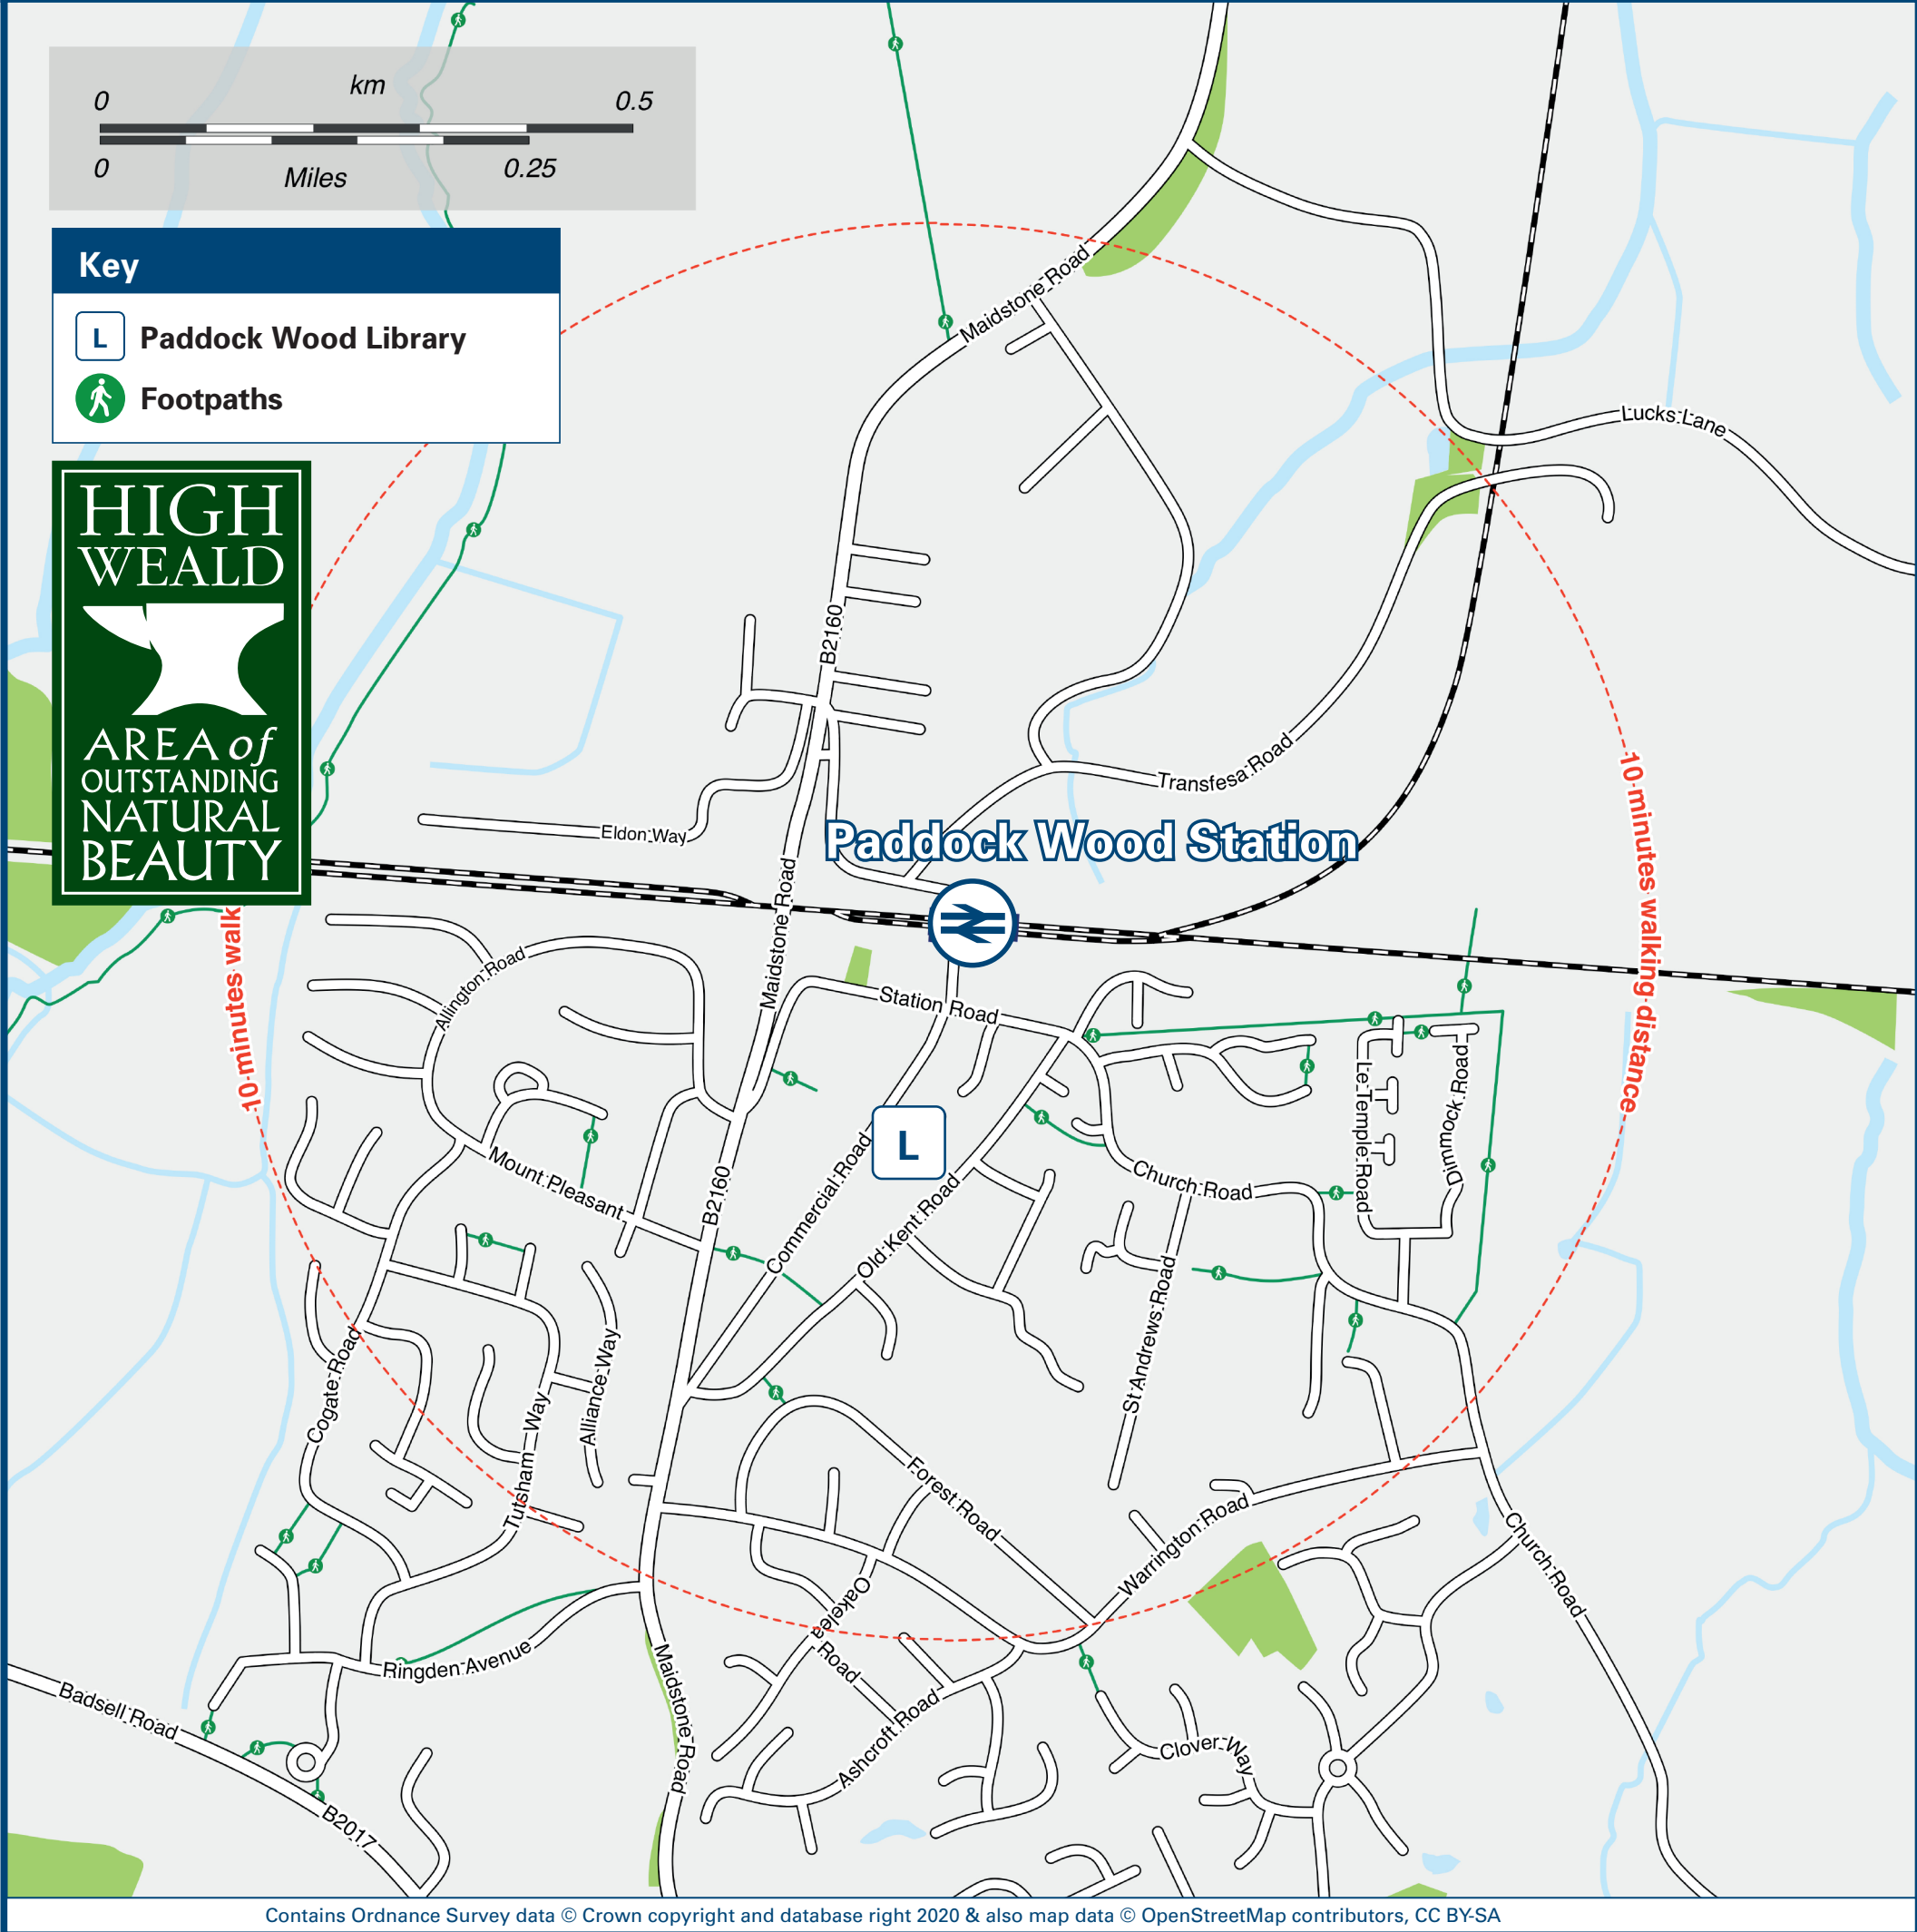 km
0 0.5
0 0.25
Miles
Key
L Paddock Wood Library
Footpaths
HIGH
WEALD
AREA of
OUTSTANDING
NATURAL
BEAUTY
Maidstone Road
Lucks Lane
B2160
Transfesa Road
Eldon Way
Paddock Wood Station
10 minutes walking distance
10 minutes walk
Maidstone Road
Allington Road
Station Road
Le Temple Road
Dimmock Road
L
Mount Pleasant
B2160
Commercial Road
Old Kent Road
Church Road
St Andrews Road
Cogate Road
Alliance Way
Tutsham Way
Forest Road
Warrington Road
Church Road
Oakelea Road
Ringden Avenue
Maidstone Road
Badsell Road
Ashcroft Road
Clover Way
B2017
Contains Ordnance Survey data © Crown copyright and database right 2020 & also map data © OpenStreetMap contributors, CC BY-SA